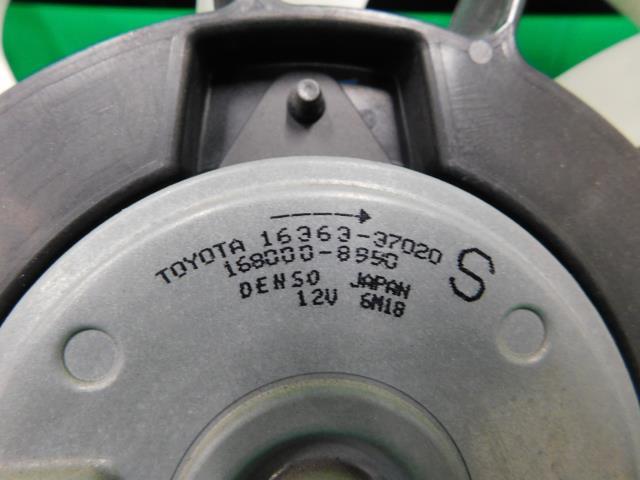 TOYOTA 16363-37020
168000-8950
DENSO JAPAN
12V 6M18
S